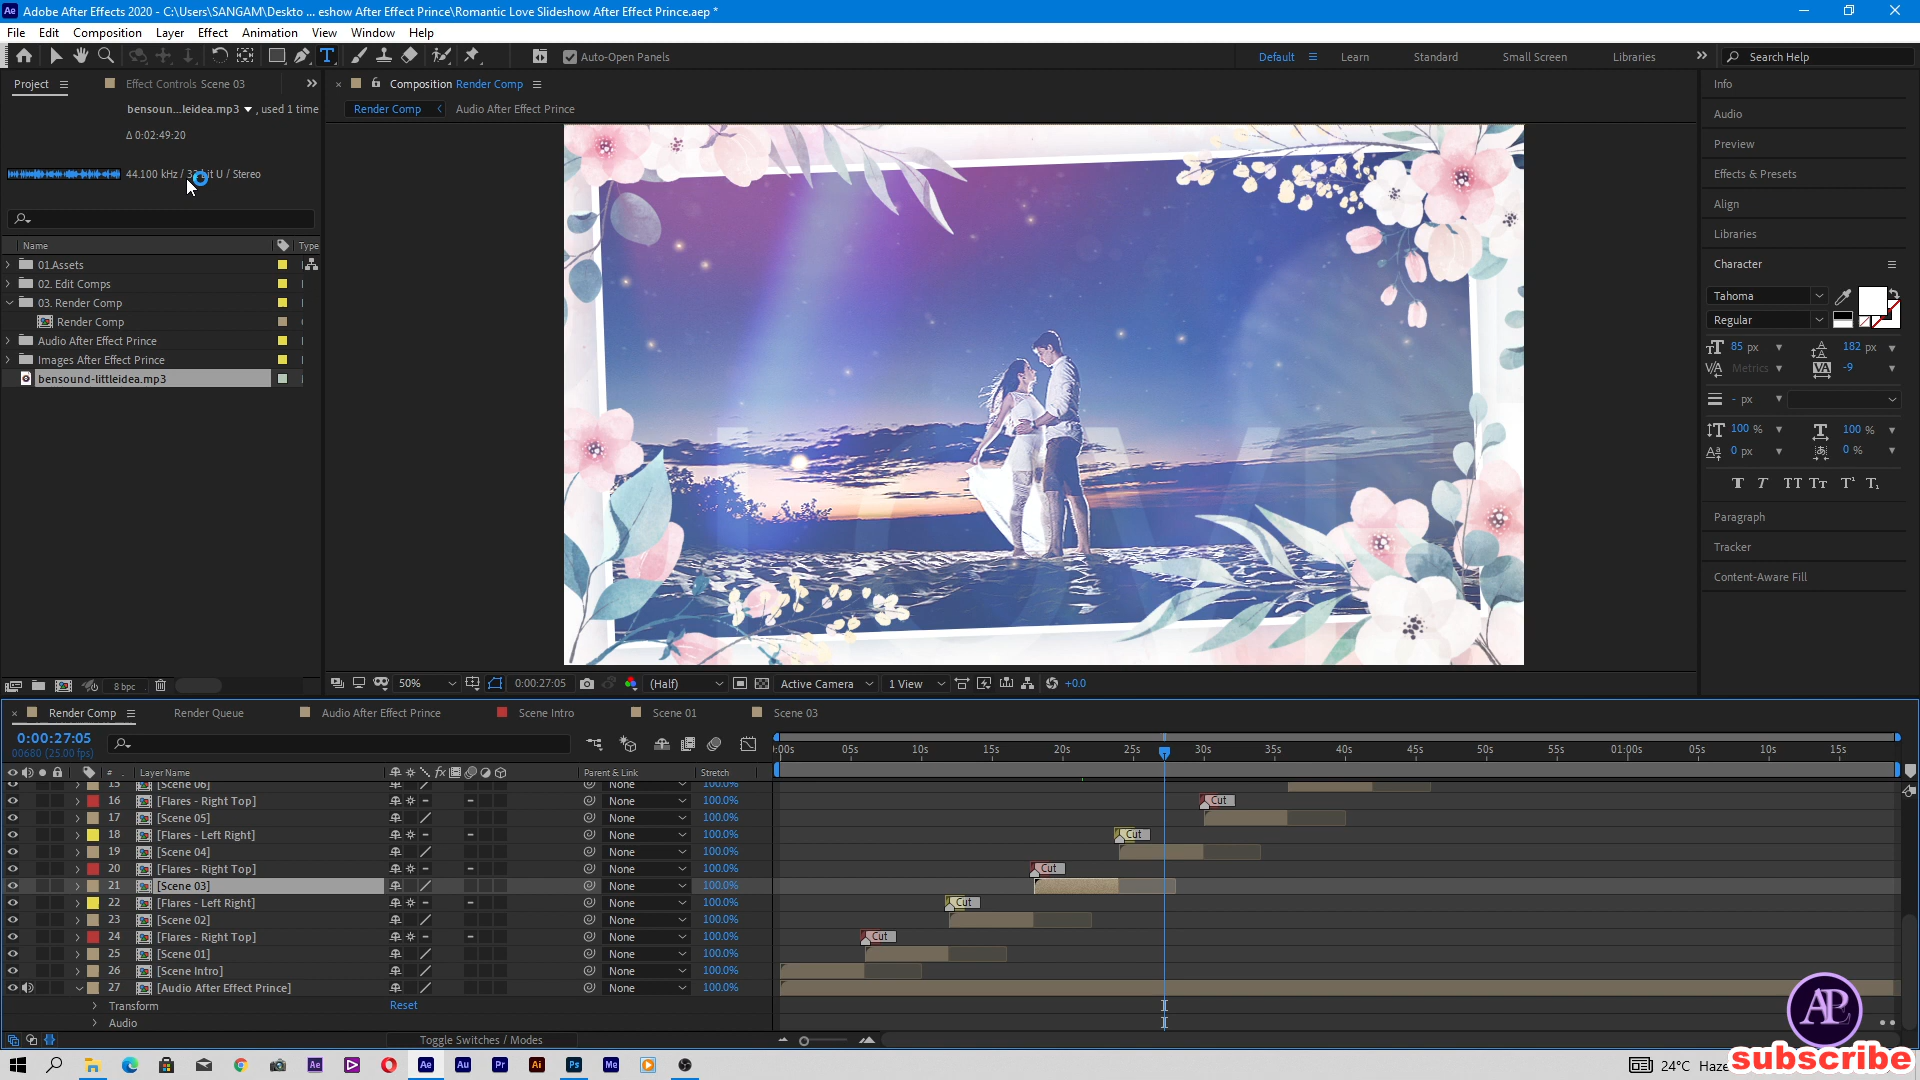 Adobe After Effects 2020 - C:\Users\SANGAM\Deskto ... eshow After Effect Prince\Romantic Love Slideshow After Effect Prince.aep *
File Edit Composition Layer Effect Animation View Window Help
Auto-Open Panels
Default Learn Standard Small Screen Libraries
Search Help
Project Effect Controls Scene 03
Composition Render Comp
Render Comp Audio After Effect Prince
bensoun...leidea.mp3 , used 1 time
Δ 0:02:49:20
44.100 kHz / 32 bit U / Stereo
Name Type
01.Assets
02. Edit Comps
03. Render Comp
Render Comp
Audio After Effect Prince
Images After Effect Prince
bensound-littleidea.mp3
8 bpc
50% 0:00:27:05 (Half) Active Camera 1 View +0.0
Info
Audio
Preview
Effects & Presets
Align
Libraries
Character
Tahoma
Regular
85 px 182 px
Metrics -9
- px
100 % 100 %
0 px 0 %
Paragraph
Tracker
Content-Aware Fill
Render Comp Render Queue Audio After Effect Prince Scene Intro Scene 01 Scene 03
0:00:27:05
00680 (25.00 fps)
:00s 05s 10s 15s 20s 25s 30s 35s 40s 45s 50s 55s 01:00s 05s 10s 15s
# Layer Name Parent & Link Stretch
15 [Scene 06] None 100.0%
16 [Flares - Right Top] None 100.0% Cut
17 [Scene 05] None 100.0%
18 [Flares - Left Right] None 100.0% Cut
19 [Scene 04] None 100.0%
20 [Flares - Right Top] None 100.0% Cut
21 [Scene 03] None 100.0%
22 [Flares - Left Right] None 100.0% Cut
23 [Scene 02] None 100.0%
24 [Flares - Right Top] None 100.0% Cut
25 [Scene 01] None 100.0%
26 [Scene Intro] None 100.0%
27 [Audio After Effect Prince] None 100.0%
Transform Reset
Audio
Toggle Switches / Modes
AP
24°C Haze
subscribe